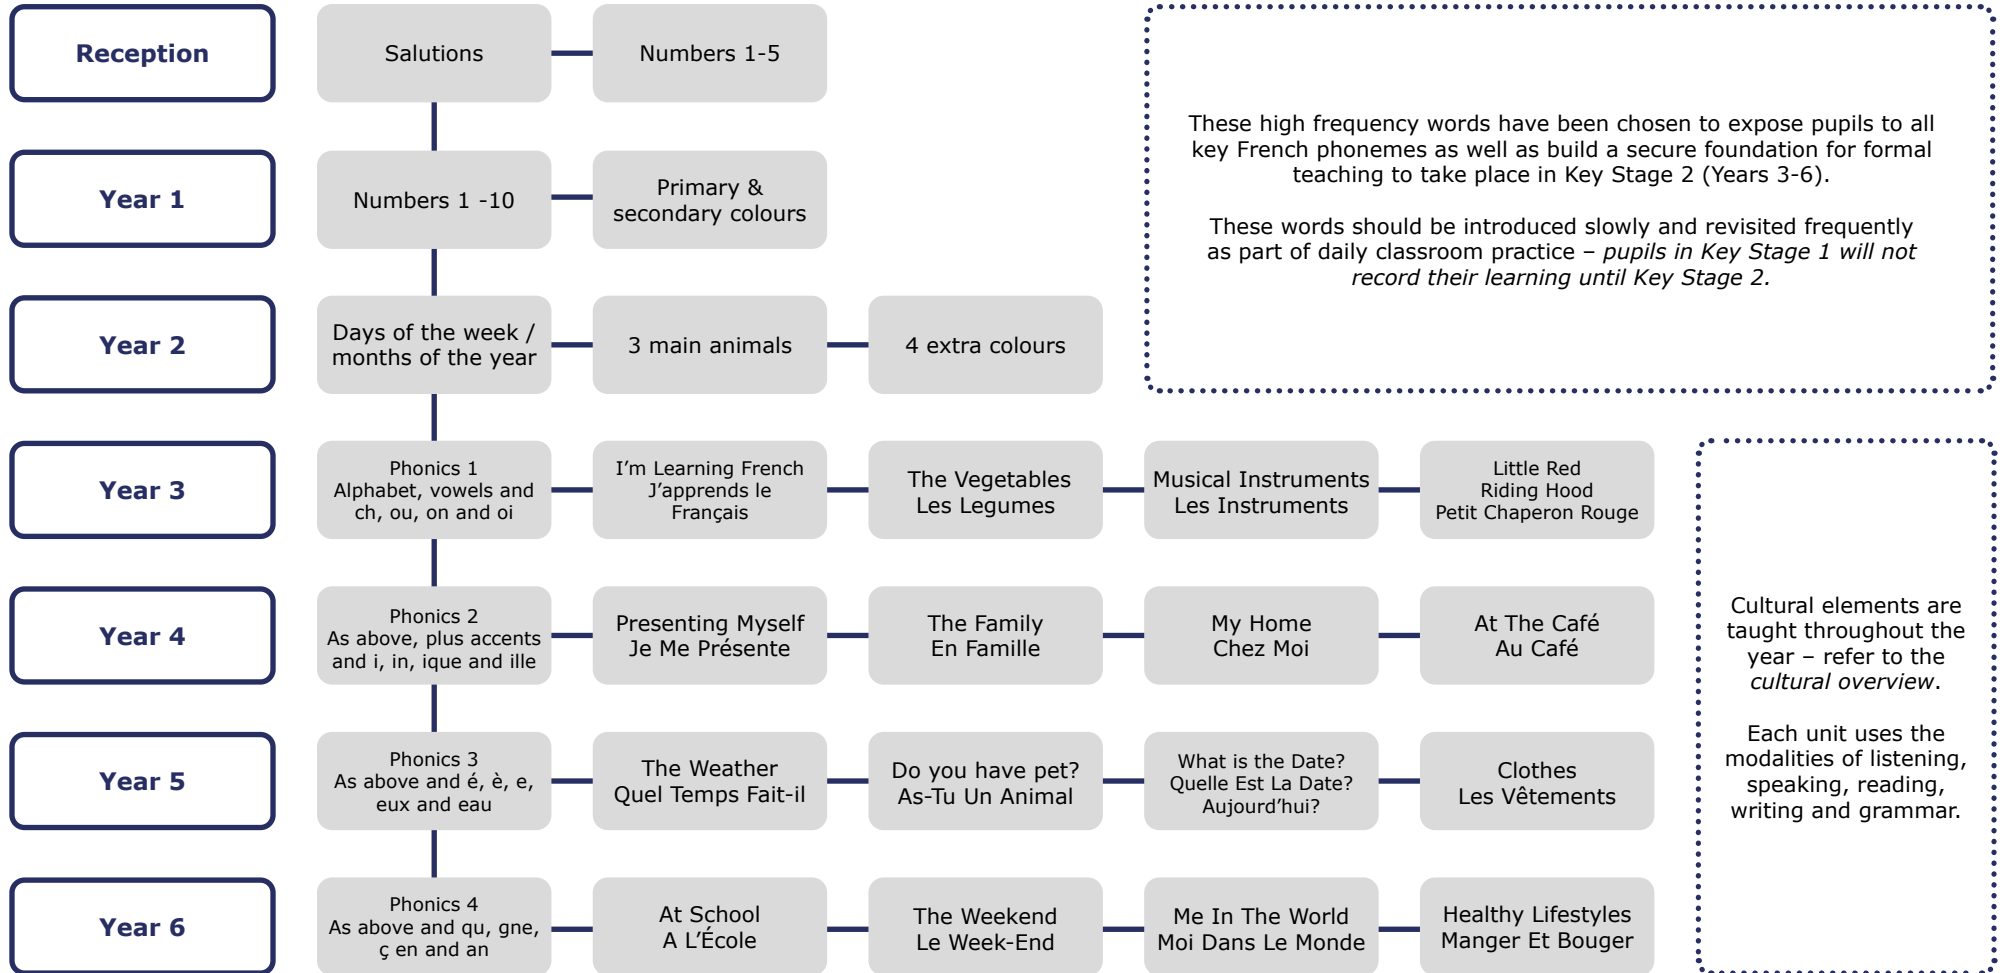 Reception
Salutions
Numbers 1-5
These high frequency words have been chosen to expose pupils to all
key French phonemes as well as build a secure foundation for formal
teaching to take place in Key Stage 2 (Years 3-6).
These words should be introduced slowly and revisited frequently
as part of daily classroom practice – pupils in Key Stage 1 will not
record their learning until Key Stage 2.
Year 1
Numbers 1 -10
Primary &
secondary colours
Year 2
Days of the week /
months of the year
3 main animals
4 extra colours
Year 3
Phonics 1
Alphabet, vowels and
ch, ou, on and oi
I’m Learning French
J’apprends le
Français
The Vegetables
Les Legumes
Musical Instruments
Les Instruments
Little Red
Riding Hood
Petit Chaperon Rouge
Year 4
Phonics 2
As above, plus accents
and i, in, ique and ille
Presenting Myself
Je Me Présente
The Family
En Famille
My Home
Chez Moi
At The Café
Au Café
Year 5
Phonics 3
As above and é, è, e,
eux and eau
The Weather
Quel Temps Fait-il
Do you have pet?
As-Tu Un Animal
What is the Date?
Quelle Est La Date?
Aujourd’hui?
Clothes
Les Vêtements
Year 6
Phonics 4
As above and qu, gne,
ç en and an
At School
A L’École
The Weekend
Le Week-End
Me In The World
Moi Dans Le Monde
Healthy Lifestyles
Manger Et Bouger
Cultural elements are
taught throughout the
year – refer to the
cultural overview.
Each unit uses the
modalities of listening,
speaking, reading,
writing and grammar.